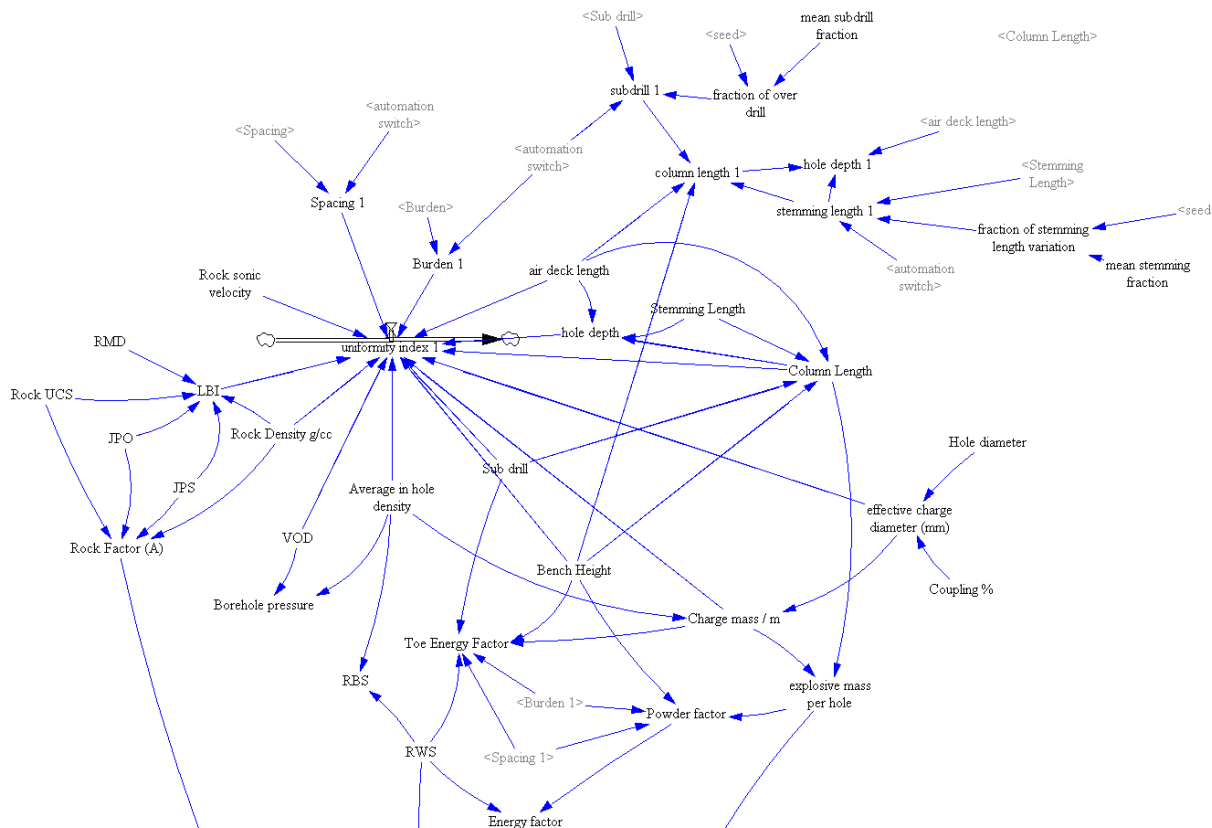 <Sub drill>
mean subdrill
fraction
<seed>
<Column Length>
subdrill 1
fraction of over
drill
<automation
switch>
<Spacing>
<air deck length>
<automation
switch>
hole depth 1
column length 1
<Stemming
Length>
Spacing 1
<Burden>
stemming length 1
<seed
fraction of stemming
length variation
Burden 1
air deck length
<automation
switch>
mean stemming
fraction
Rock sonic
velocity
Stemming Length
hole depth
RMD
uniformity index 1
Column Length
Rock UCS
LBI
JPO
Rock Density g/cc
Hole diameter
Sub drill
JPS
Average in hole
density
effective charge
diameter (mm)
VOD
Rock Factor (A)
Bench Height
Coupling %
Borehole pressure
Charge mass / m
Toe Energy Factor
RBS
explosive mass
per hole
<Burden 1>
Powder factor
RWS
<Spacing 1>
Energy factor